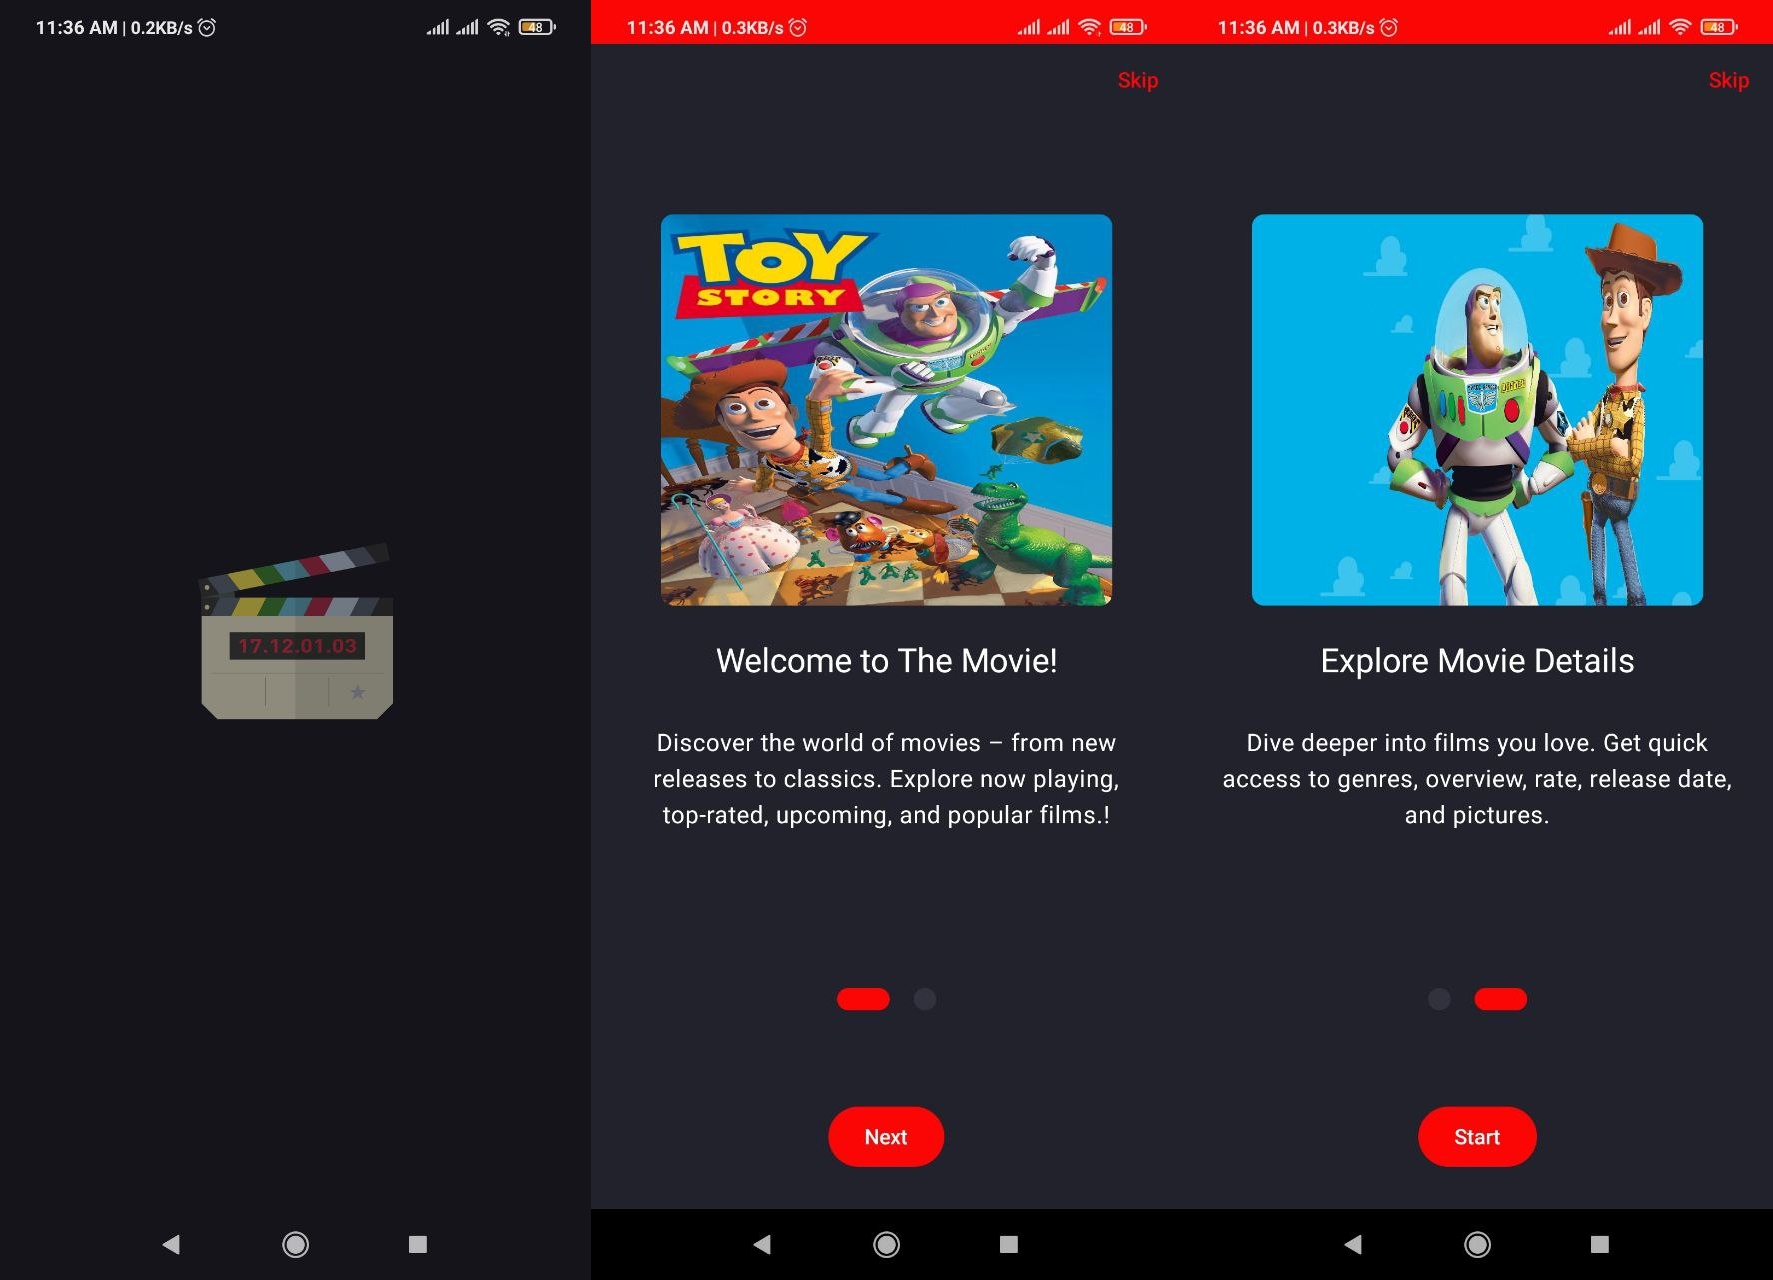 11:36 AM | 0.2KB/s
48
17.12.01.03
11:36 AM | 0.3KB/s
48
Skip
TOY
STORY
Welcome to The Movie!
Discover the world of movies – from new
releases to classics. Explore now playing,
top-rated, upcoming, and popular films.!
Next
11:36 AM | 0.3KB/s
48
Skip
Explore Movie Details
Dive deeper into films you love. Get quick
access to genres, overview, rate, release date,
and pictures.
Start